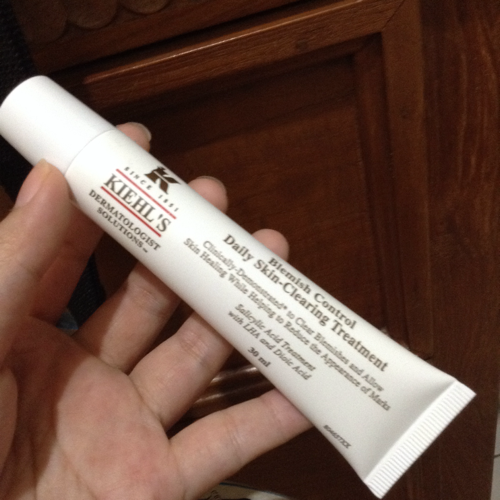 K
SINCE 1851
KIEHL'S
DERMATOLOGIST
SOLUTIONS™
Blemish Control
Daily Skin-Clearing Treatment
Clinically-Demonstrated* to Clear Blemishes and Allow
Skin Healing While Helping to Reduce the Appearance of Marks
Salicylic Acid Treatment
with LHA and Dioic Acid
30 ml